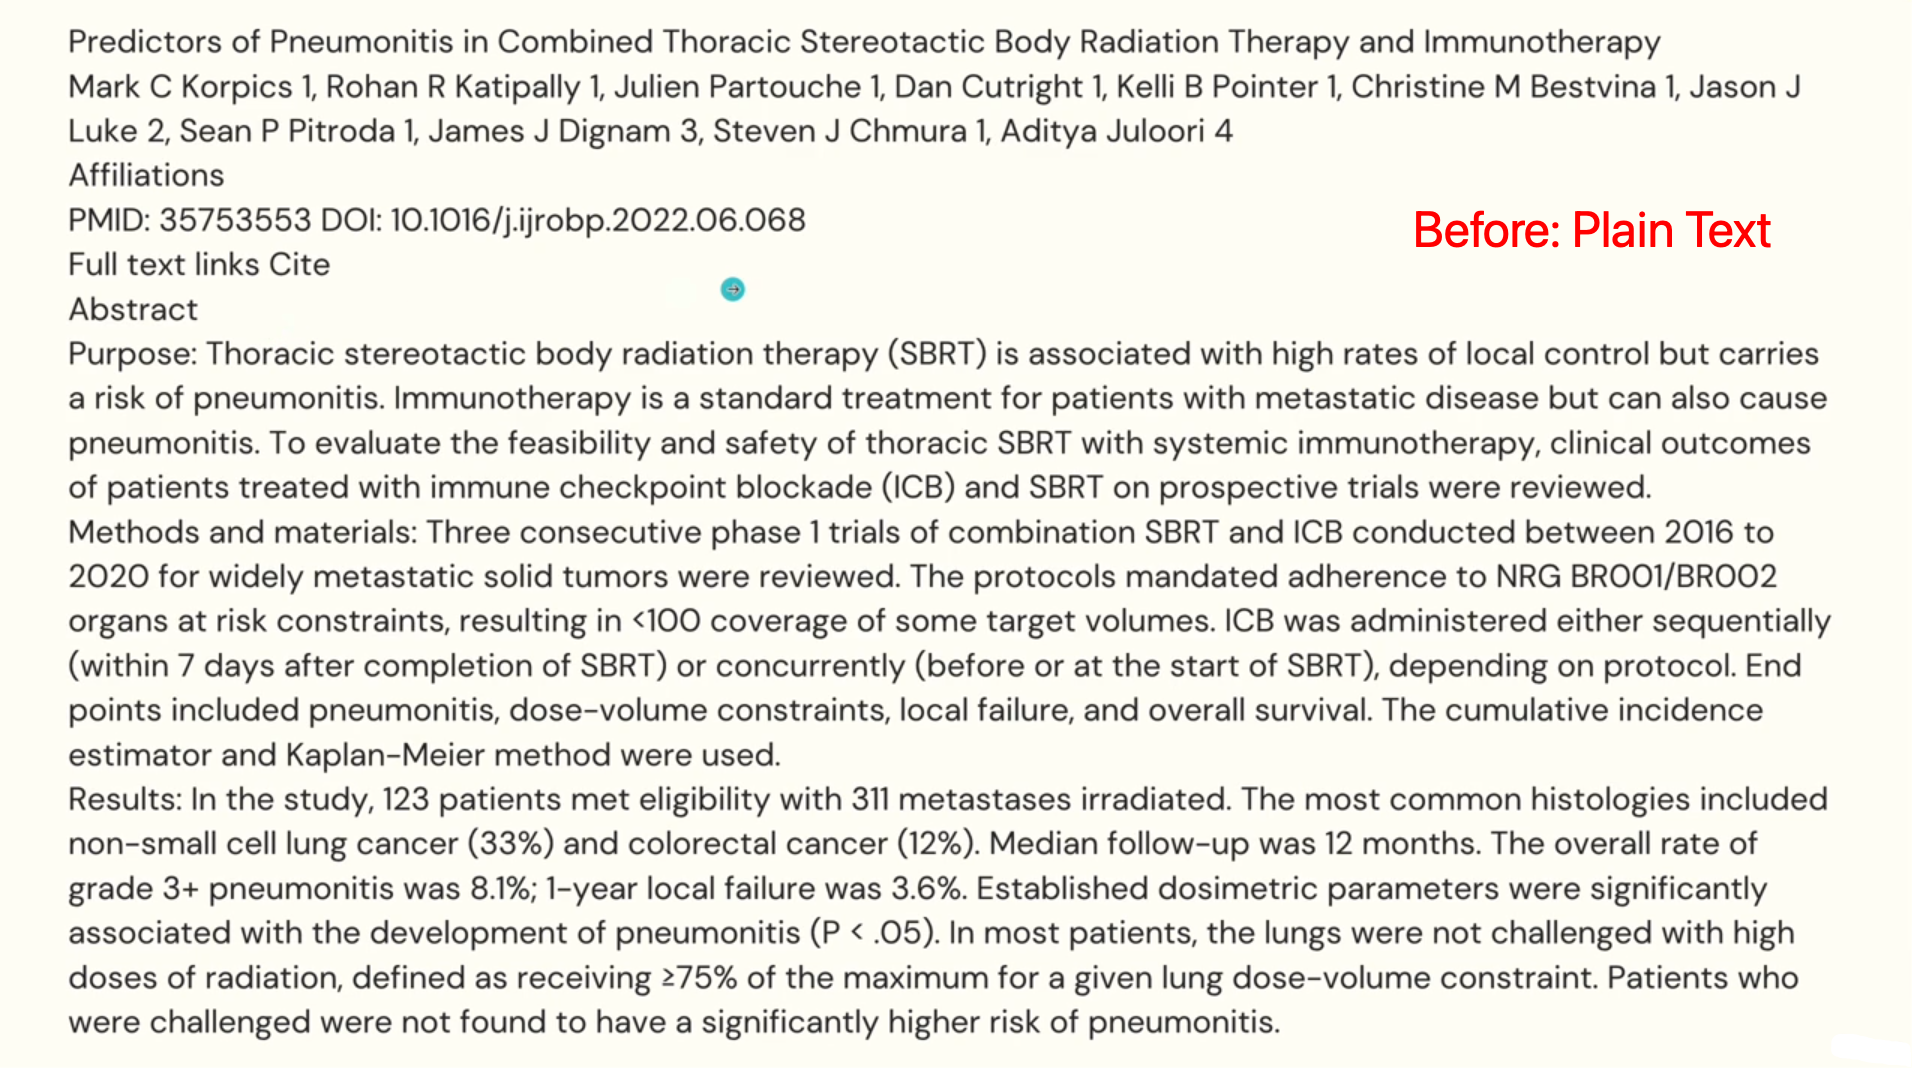 Predictors of Pneumonitis in Combined Thoracic Stereotactic Body Radiation Therapy and Immunotherapy
Mark C Korpics 1, Rohan R Katipally 1, Julien Partouche 1, Dan Cutright 1, Kelli B Pointer 1, Christine M Bestvina 1, Jason J
Luke 2, Sean P Pitroda 1, James J Dignam 3, Steven J Chmura 1, Aditya Juloori 4
Affiliations
PMID: 35753553 DOI: 10.1016/j.ijrobp.2022.06.068
Before: Plain Text
Full text links Cite
Abstract
Purpose: Thoracic stereotactic body radiation therapy (SBRT) is associated with high rates of local control but carries
a risk of pneumonitis. Immunotherapy is a standard treatment for patients with metastatic disease but can also cause
pneumonitis. To evaluate the feasibility and safety of thoracic SBRT with systemic immunotherapy, clinical outcomes
of patients treated with immune checkpoint blockade (ICB) and SBRT on prospective trials were reviewed.
Methods and materials: Three consecutive phase 1 trials of combination SBRT and ICB conducted between 2016 to
2020 for widely metastatic solid tumors were reviewed. The protocols mandated adherence to NRG BR001/BR002
organs at risk constraints, resulting in <100 coverage of some target volumes. ICB was administered either sequentially
(within 7 days after completion of SBRT) or concurrently (before or at the start of SBRT), depending on protocol. End
points included pneumonitis, dose-volume constraints, local failure, and overall survival. The cumulative incidence
estimator and Kaplan-Meier method were used.
Results: In the study, 123 patients met eligibility with 311 metastases irradiated. The most common histologies included
non-small cell lung cancer (33%) and colorectal cancer (12%). Median follow-up was 12 months. The overall rate of
grade 3+ pneumonitis was 8.1%; 1-year local failure was 3.6%. Established dosimetric parameters were significantly
associated with the development of pneumonitis (P < .05). In most patients, the lungs were not challenged with high
doses of radiation, defined as receiving ≥75% of the maximum for a given lung dose-volume constraint. Patients who
were challenged were not found to have a significantly higher risk of pneumonitis.